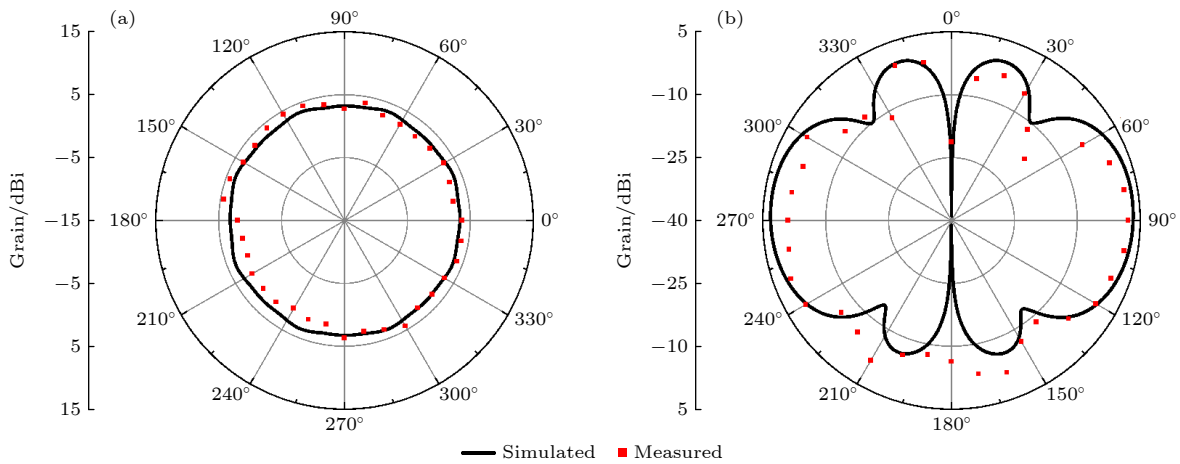 15 (a) 90° 5 (b) 0°
120° 60° 330° 30°
5 −10
150° 30° 300° 60°
−5 −25
Grain/dBi −15 180° 0° Grain/dBi −40 270° 90°
−5 −25
210° 330° 240° 120°
5 −10
240° 300° 210° 150°
15 270° 5 180°
Simulated Measured